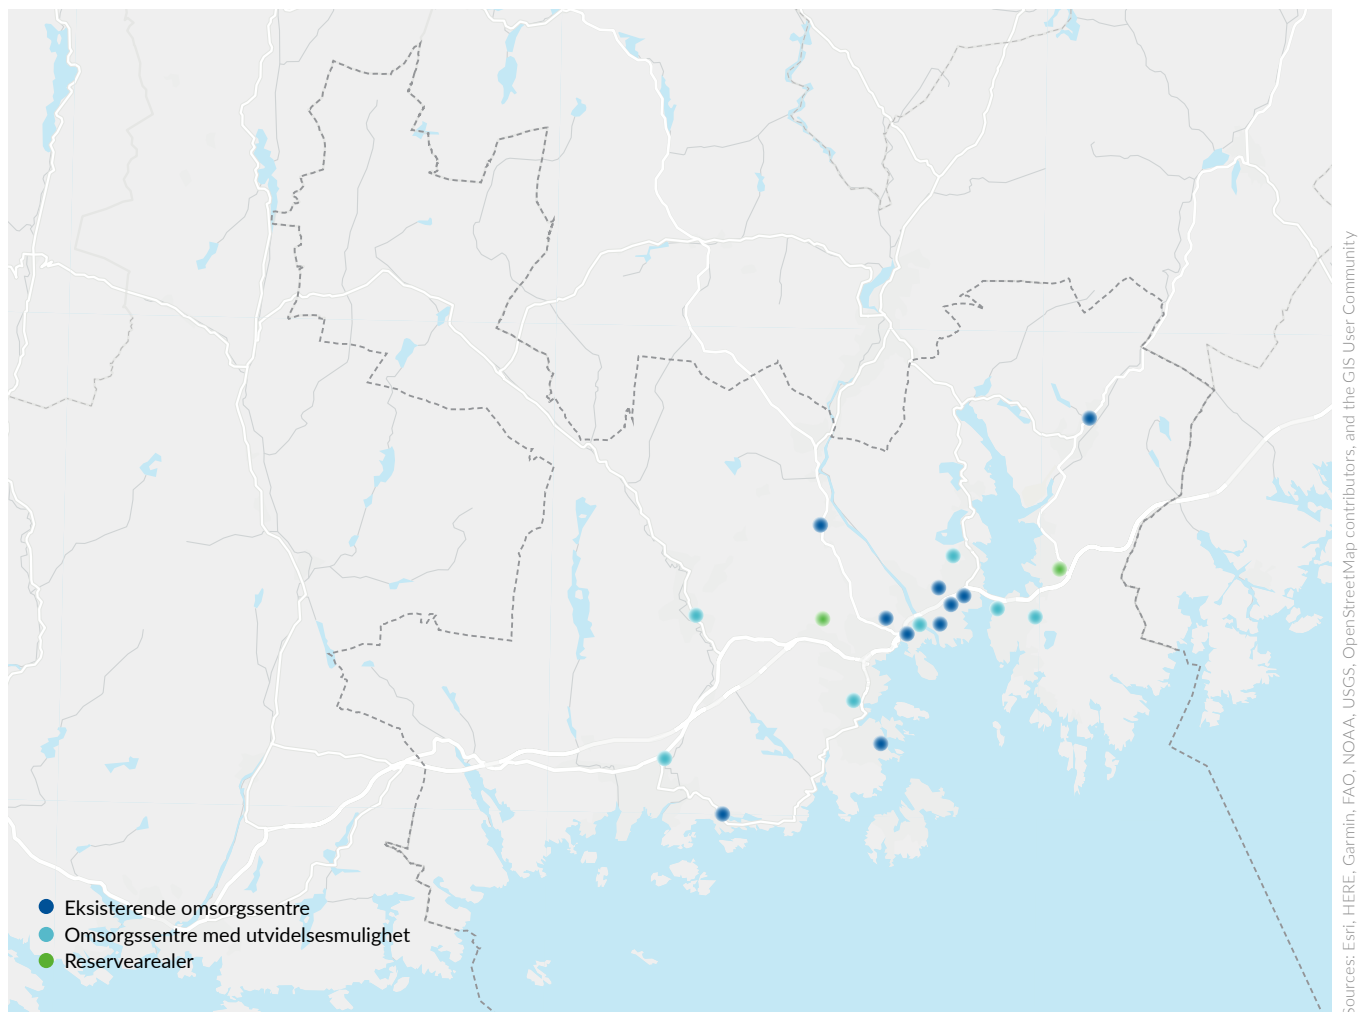 Eksisterende omsorgssentre
Omsorgssentre med utvidelsesmulighet
Reservearealer
Sources: Esri, HERE, Garmin, FAO, NOAA, USGS, OpenStreetMap contributors, and the GIS User Community